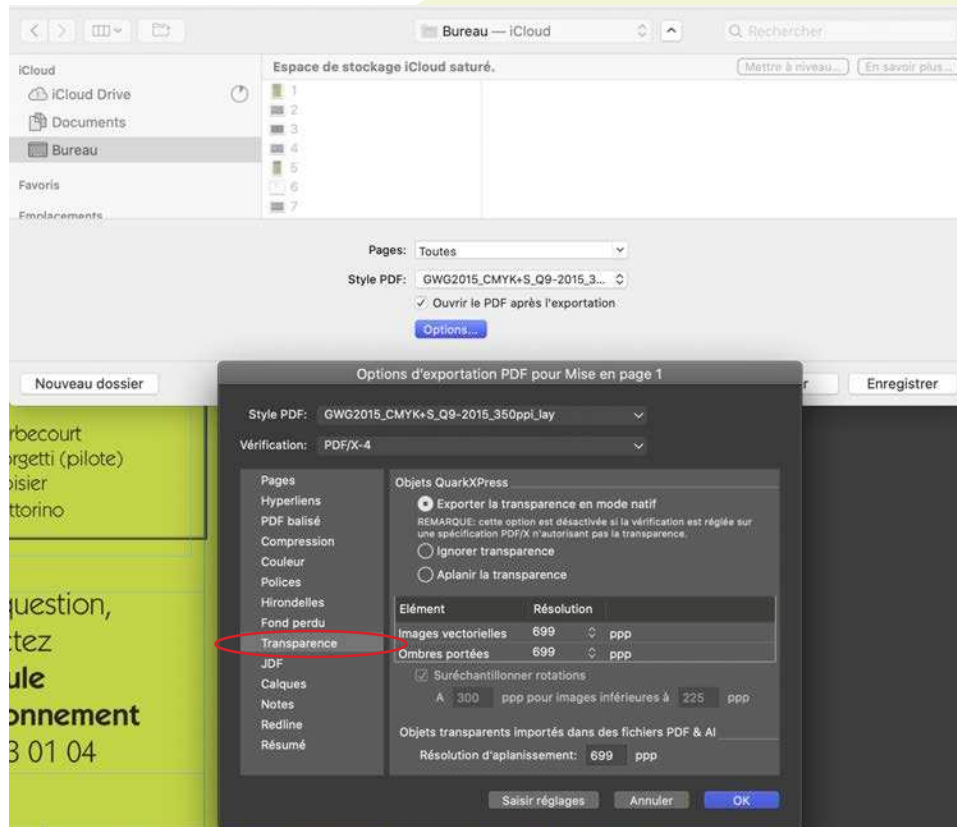 Bureau — iCloud
Rechercher
iCloud
Espace de stockage iCloud saturé.
Mettre à niveau...
En savoir plus...
iCloud Drive
Documents
Bureau
Favoris
Emplacements
1
2
3
4
5
6
7
Pages: Toutes
Style PDF: GWG2015_CMYK+S_Q9-2015_3...
Ouvrir le PDF après l'exportation
Options...
Nouveau dossier
r
Enregistrer
Options d'exportation PDF pour Mise en page 1
Style PDF: GWG2015_CMYK+S_Q9-2015_350ppi_lay
Vérification: PDF/X-4
Pages
Hyperliens
PDF balisé
Compression
Couleur
Polices
Hirondelles
Fond perdu
Transparence
JDF
Calques
Notes
Redline
Résumé
Objets QuarkXPress
Exporter la transparence en mode natif
REMARQUE: cette option est désactivée si la vérification est réglée sur
une spécification PDF/X n'autorisant pas la transparence.
Ignorer transparence
Aplanir la transparence
Elément Résolution
Images vectorielles 699 ppp
Ombres portées 699 ppp
Suréchantillonner rotations
A 300 ppp pour images inférieures à 225 ppp
Objets transparents importés dans des fichiers PDF & AI
Résolution d'aplanissement: 699 ppp
Saisir réglages
Annuler
OK
rbecourt
orgetti (pilote)
oisier
ttorino
question,
tez
ule
onnement
3 01 04